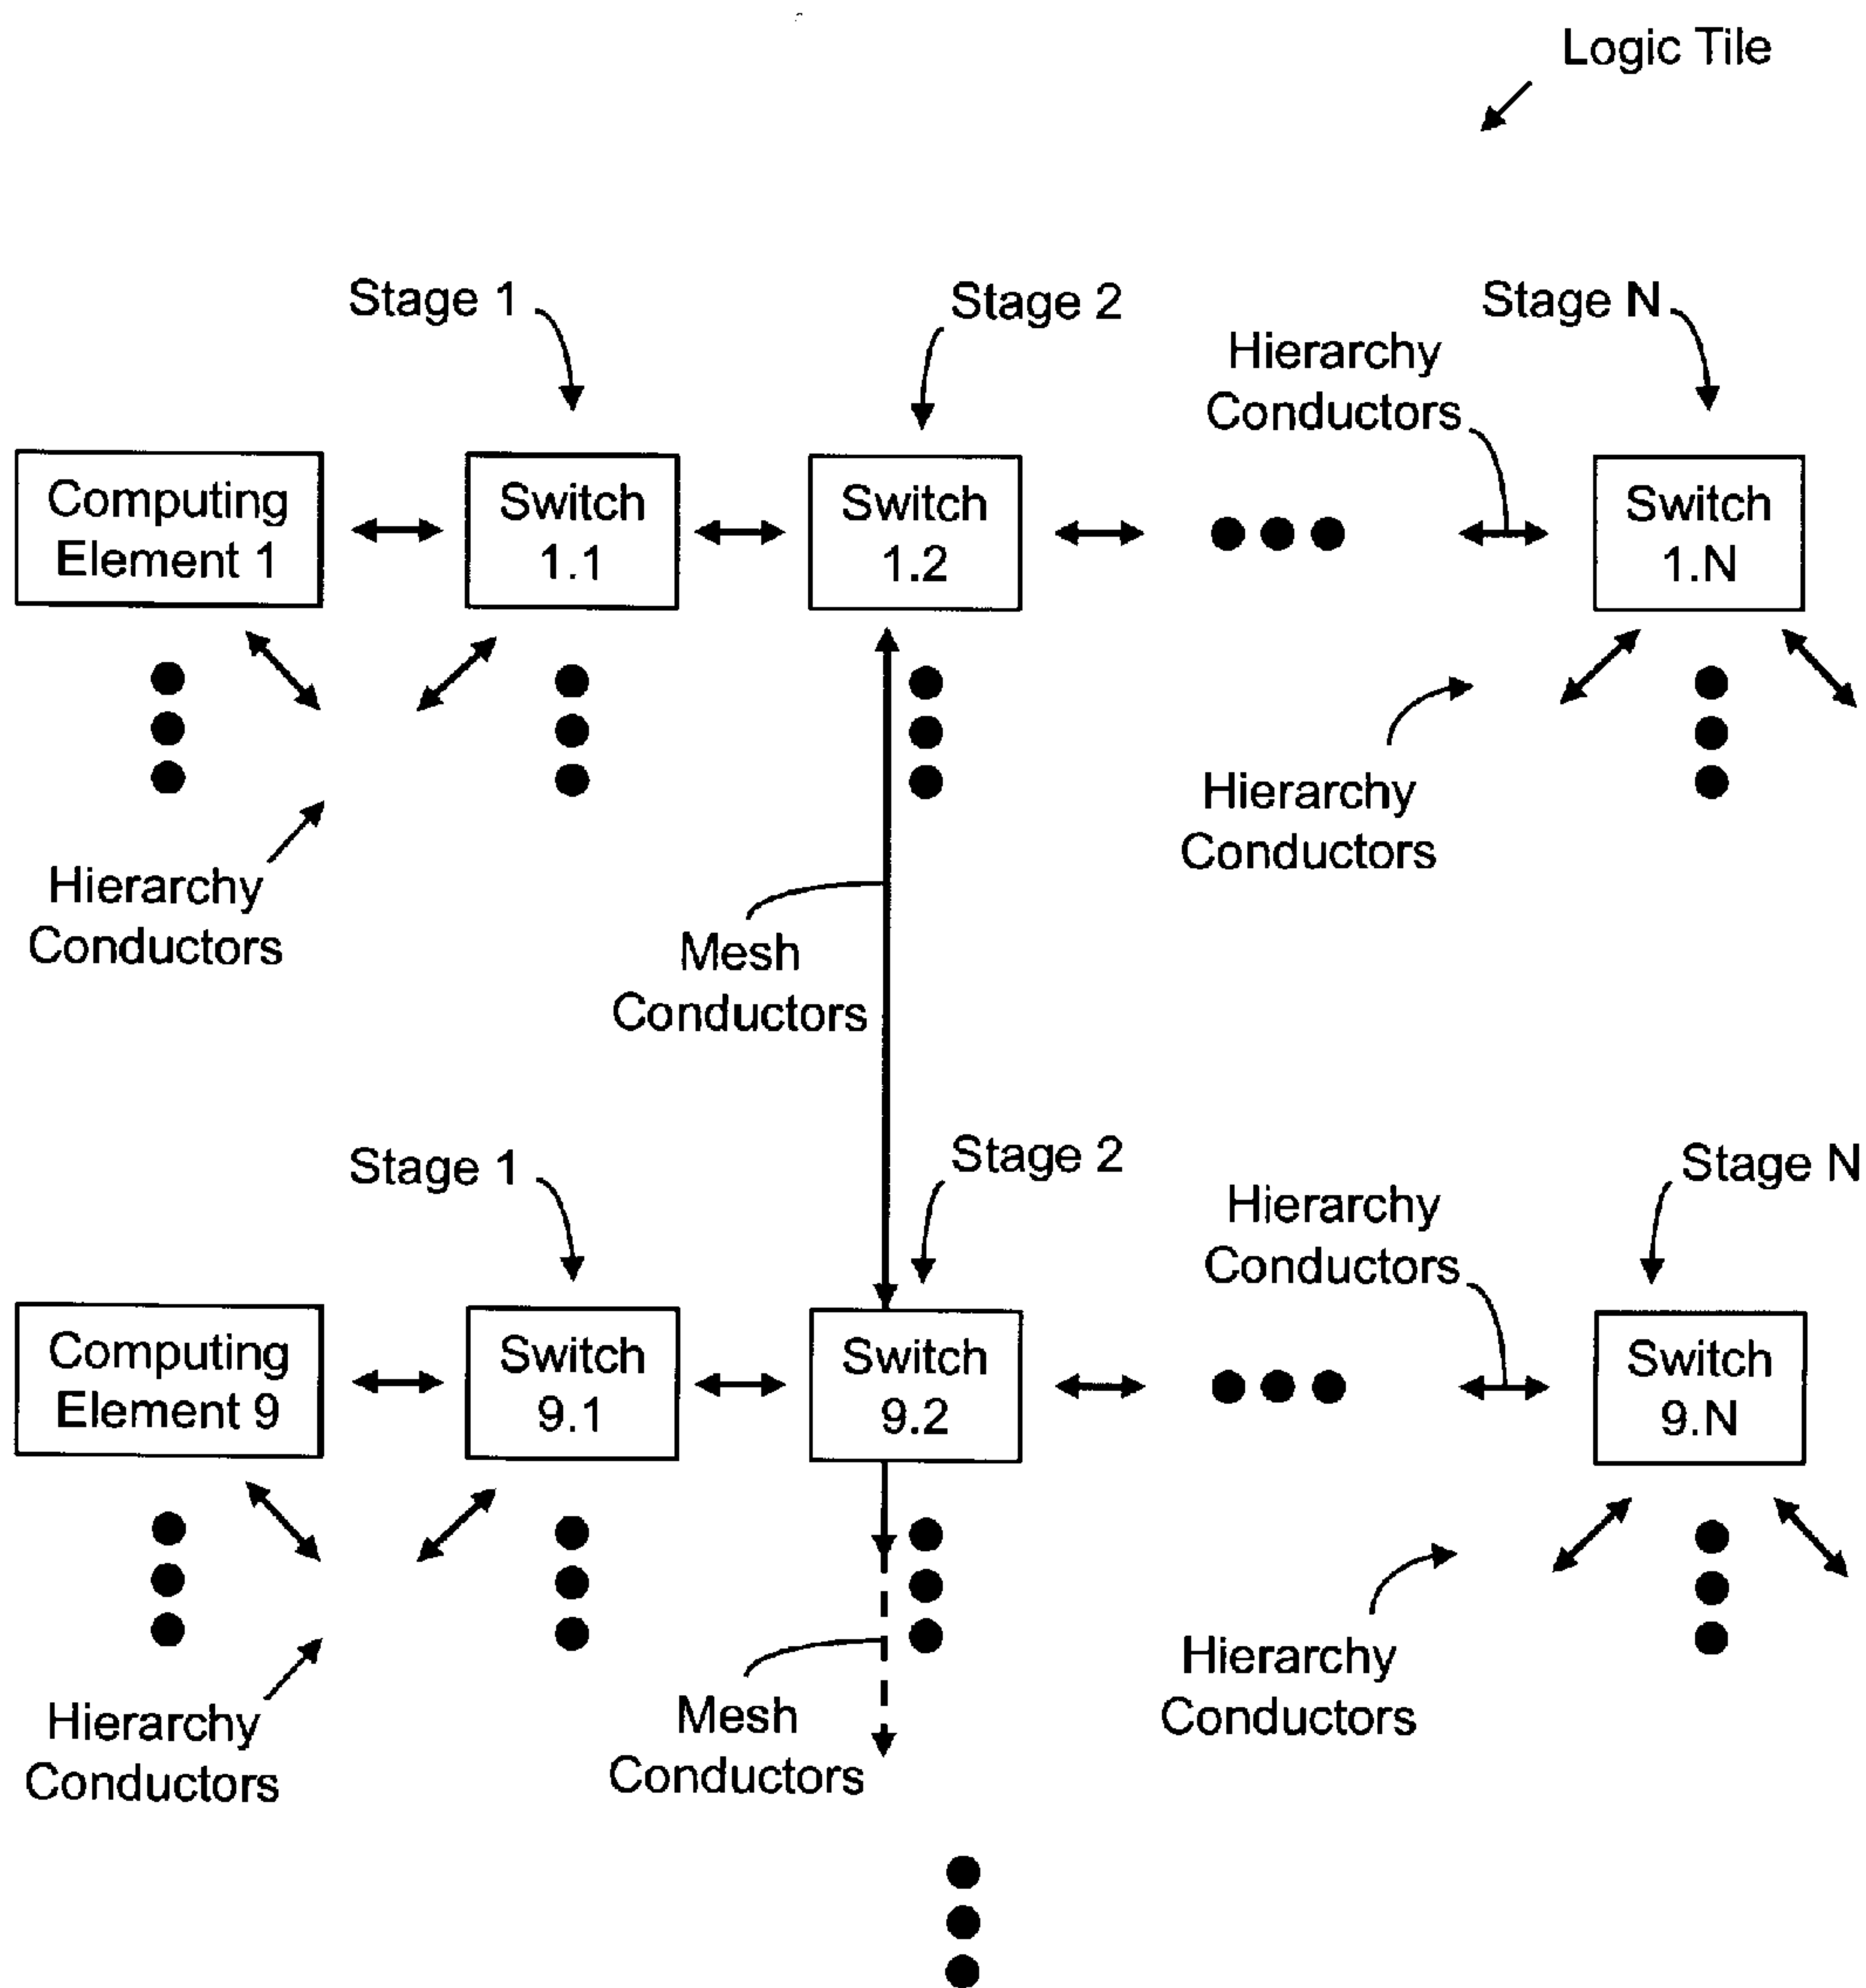 Logic Tile
Stage 1
Stage 2
Stage N
Hierarchy
Conductors
Computing
Element 1
Switch
1.1
Switch
1.2
Switch
1.N
Hierarchy
Conductors
Hierarchy
Conductors
Mesh
Conductors
Stage 1
Stage 2
Stage N
Hierarchy
Conductors
Computing
Element 9
Switch
9.1
Switch
9.2
Switch
9.N
Hierarchy
Conductors
Mesh
Conductors
Hierarchy
Conductors